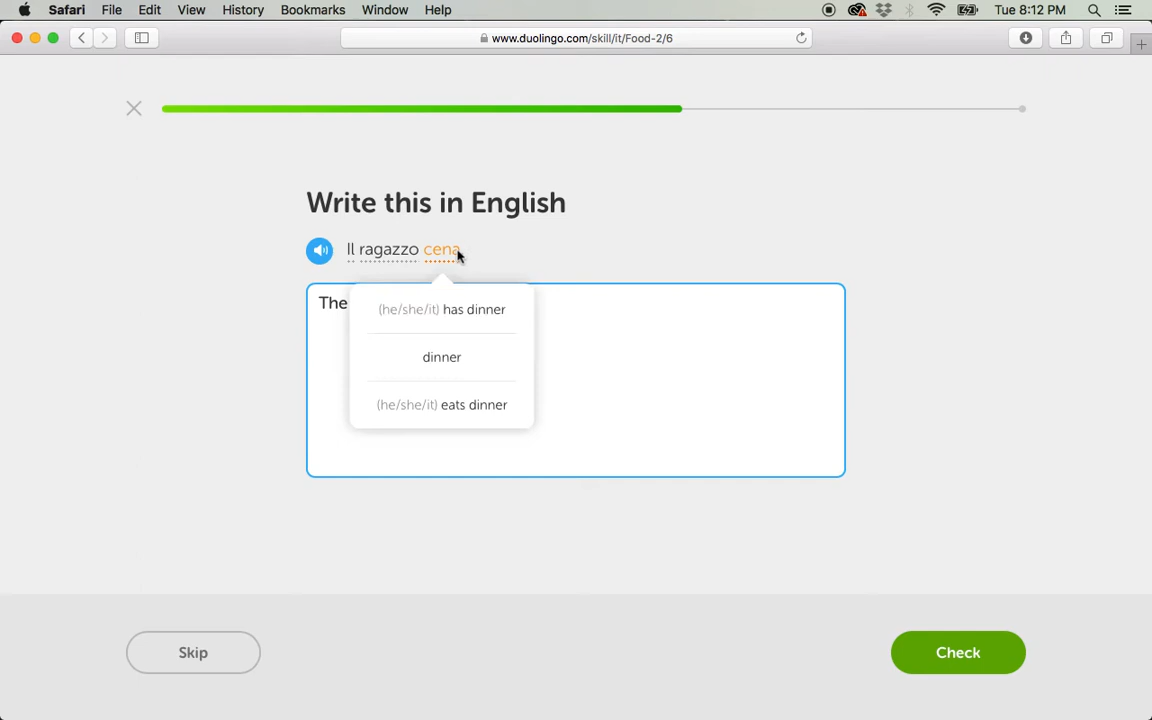 Safari File Edit View History Bookmarks Window Help Tue 8:12 PM
www.duolingo.com/skill/it/Food-2/6
Write this in English
Il ragazzo cena
The
(he/she/it) has dinner
dinner
(he/she/it) eats dinner
Skip
Check